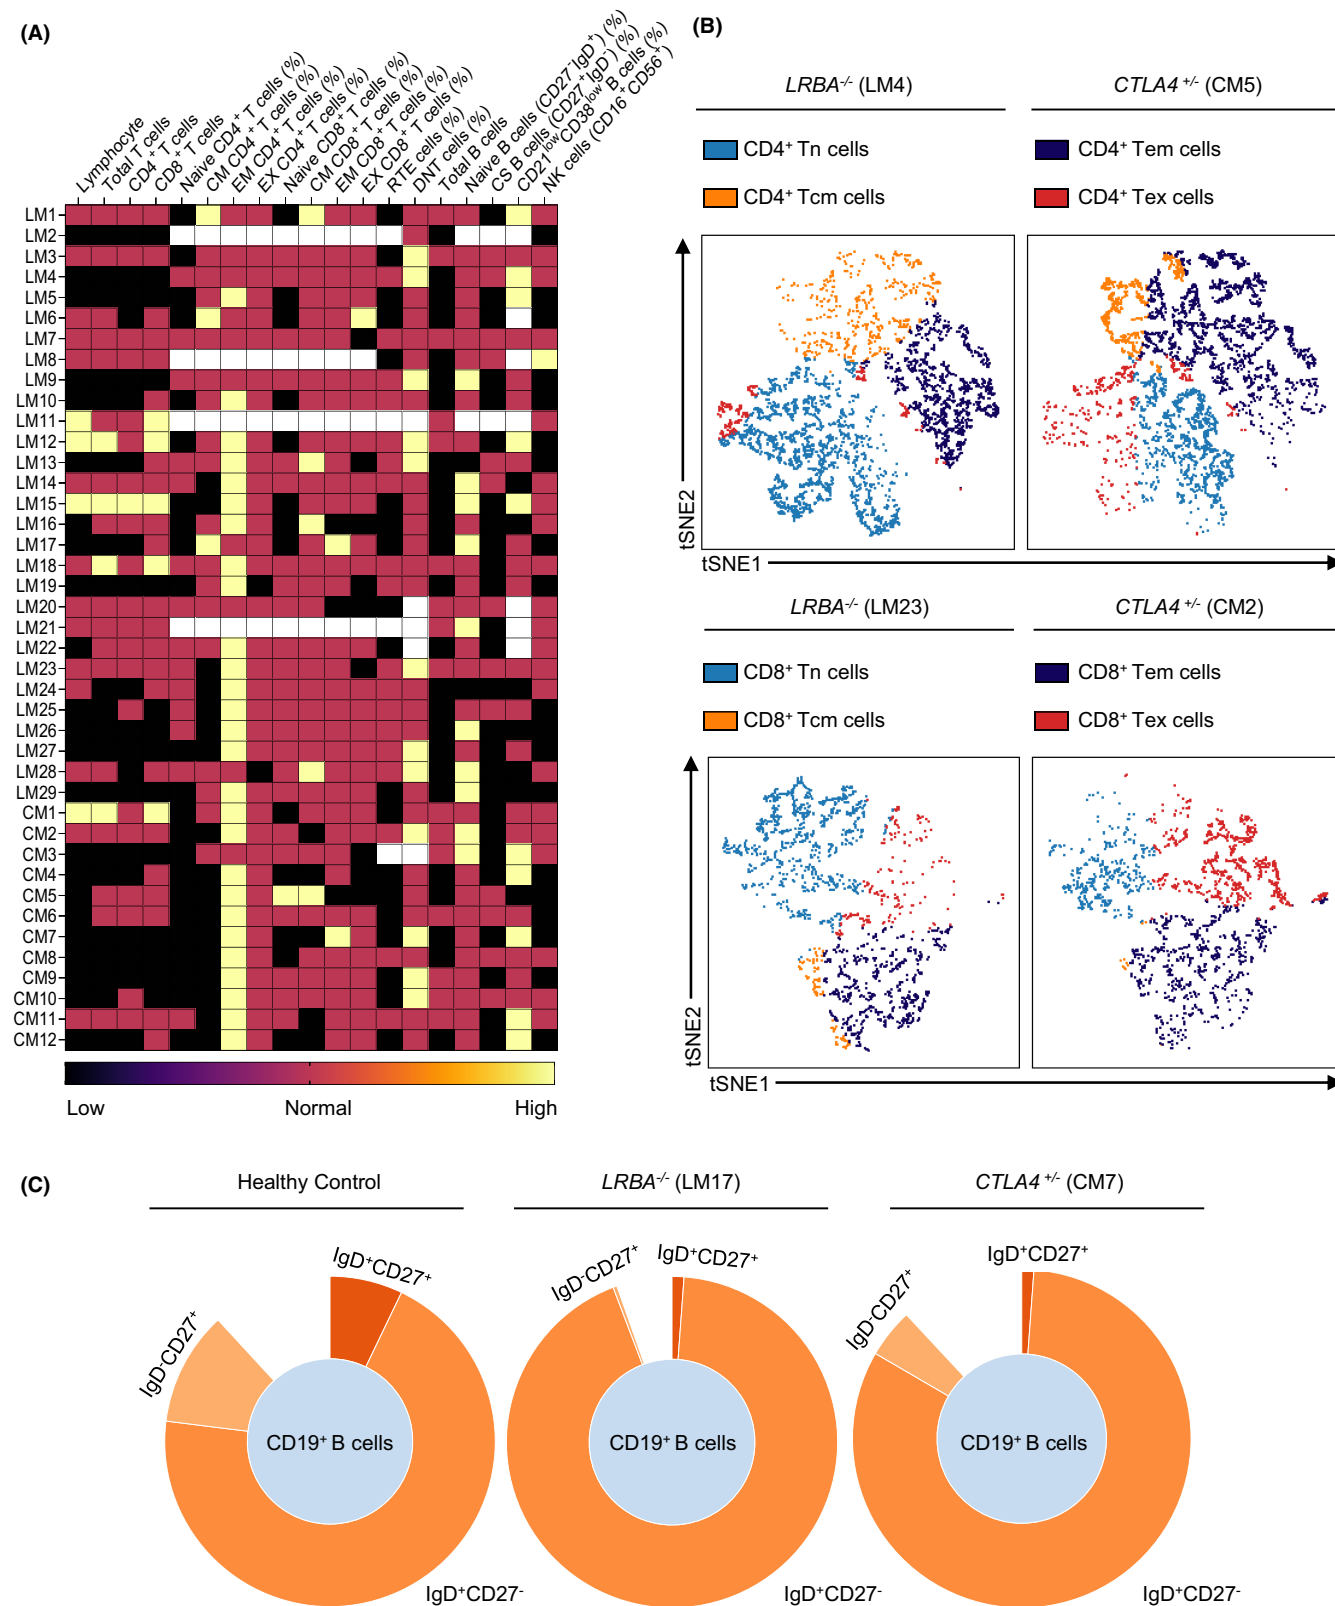 (A)
Lymphocyte
Total T cells
CD4⁺ T cells
CD8⁺ T cells
Naive CD4⁺ T cells (%)
CM CD4⁺ T cells (%)
EM CD4⁺ T cells (%)
EX CD4⁺ T cells (%)
Naive CD8⁺ T cells (%)
CM CD8⁺ T cells (%)
EM CD8⁺ T cells (%)
EX CD8⁺ T cells (%)
RTE cells (%)
DNT cells (%)
Total B cells
Naive B cells (CD27⁻IgD⁺) (%)
CS B cells (CD27⁺IgD⁻) (%)
CD21ˡᵒʷCD38ˡᵒʷ B cells (%)
NK cells (CD16⁺CD56⁺)
LM1
LM2
LM3
LM4
LM5
LM6
LM7
LM8
LM9
LM10
LM11
LM12
LM13
LM14
LM15
LM16
LM17
LM18
LM19
LM20
LM21
LM22
LM23
LM24
LM25
LM26
LM27
LM28
LM29
CM1
CM2
CM3
CM4
CM5
CM6
CM7
CM8
CM9
CM10
CM11
CM12
Low Normal High
(B)
LRBA⁻/⁻ (LM4) CTLA4 ⁺/⁻ (CM5)
CD4⁺ Tn cells CD4⁺ Tem cells
CD4⁺ Tcm cells CD4⁺ Tex cells
tSNE2
tSNE1
LRBA⁻/⁻ (LM23) CTLA4 ⁺/⁻ (CM2)
CD8⁺ Tn cells CD8⁺ Tem cells
CD8⁺ Tcm cells CD8⁺ Tex cells
tSNE2
tSNE1
(C)
Healthy Control
IgD⁺CD27⁺
IgD⁻CD27⁺
CD19⁺ B cells
IgD⁺CD27⁻
LRBA⁻/⁻ (LM17)
IgD⁻CD27⁺
IgD⁺CD27⁺
CD19⁺ B cells
IgD⁺CD27⁻
CTLA4 ⁺/⁻ (CM7)
IgD⁺CD27⁺
IgD⁻CD27⁺
CD19⁺ B cells
IgD⁺CD27⁻